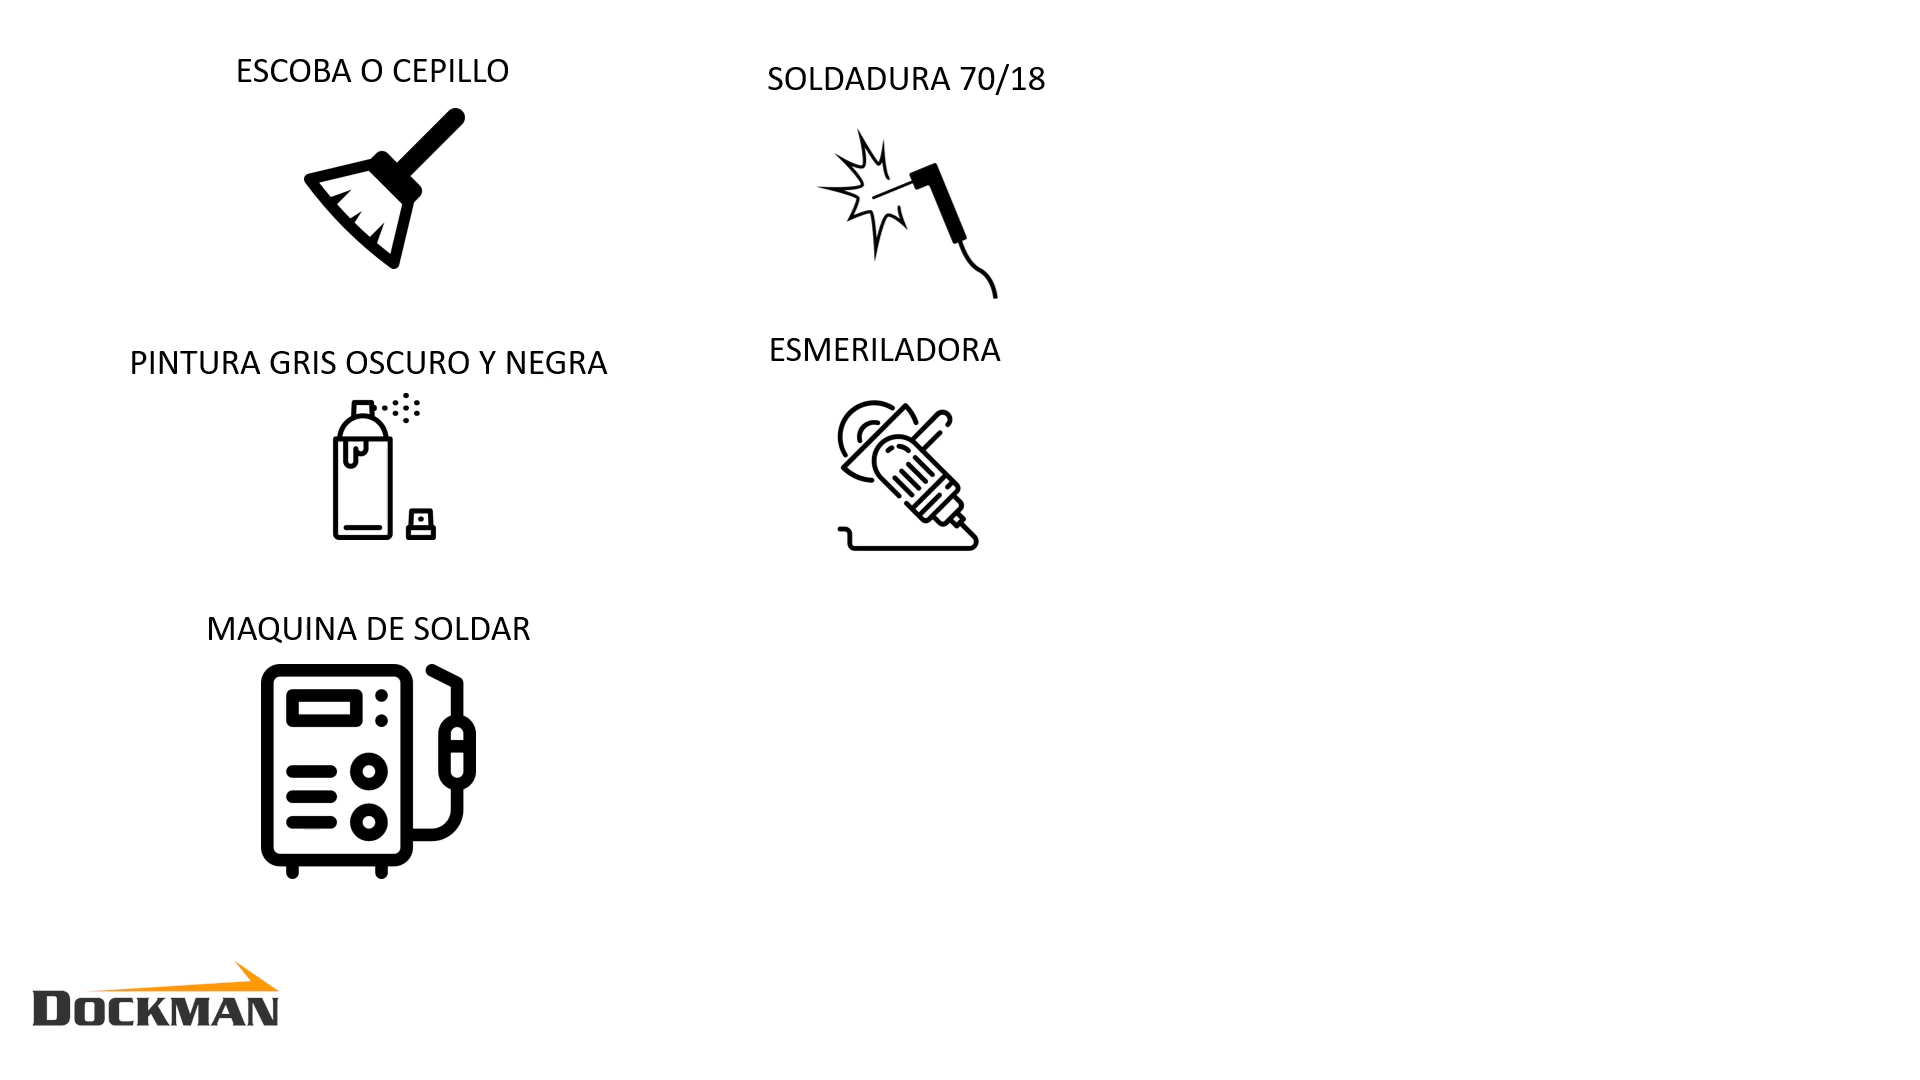 ESCOBA O CEPILLO
SOLDADURA 70/18
PINTURA GRIS OSCURO Y NEGRA
ESMERILADORA
MAQUINA DE SOLDAR
DOCKMAN